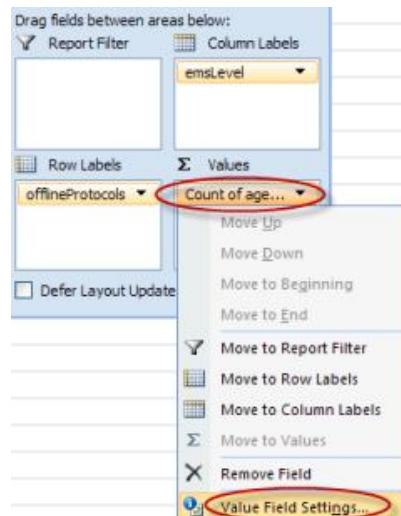 Drag fields between areas below:
Report Filter
Column Labels
emsLevel
Row Labels
Σ Values
offlineProtocols
Count of age...
Move Up
Move Down
Move to Beginning
Move to End
Defer Layout Update
Move to Report Filter
Move to Row Labels
Move to Column Labels
Σ Move to Values
Remove Field
Value Field Settings...